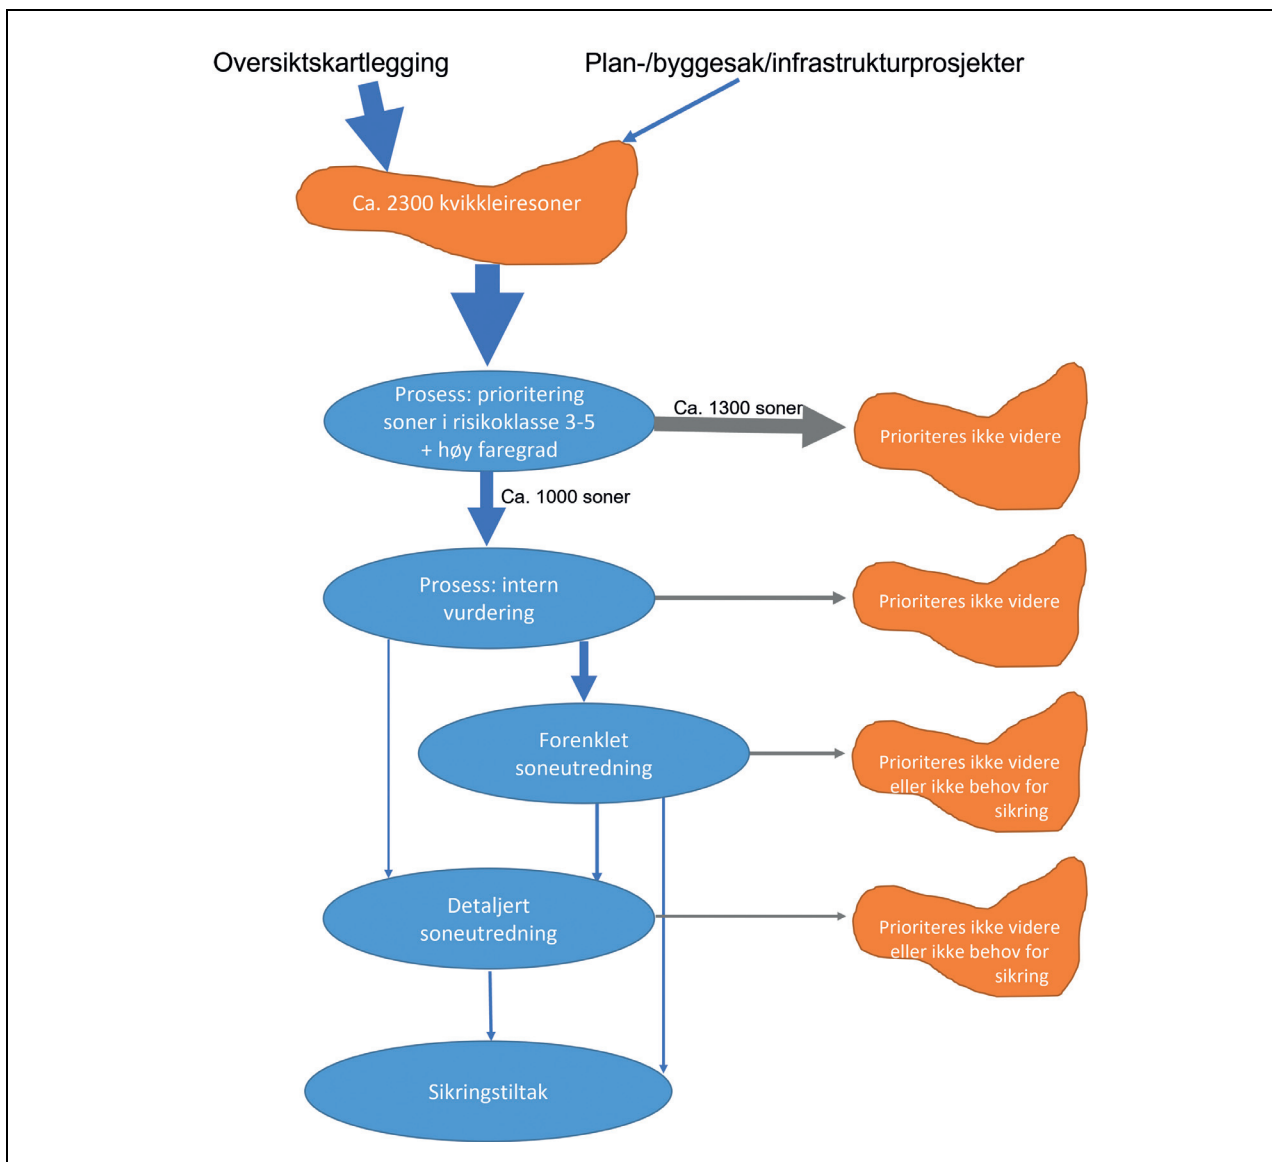 Oversiktskartlegging
Plan-/byggesak/infrastrukturprosjekter
Ca. 2300 kvikkleiresoner
Prosess: prioritering
soner i risikoklasse 3-5
+ høy faregrad
Ca. 1300 soner
Prioriteres ikke videre
Ca. 1000 soner
Prosess: intern
vurdering
Prioriteres ikke videre
Forenklet
soneutredning
Prioriteres ikke videre
eller ikke behov for
sikring
Detaljert
soneutredning
Prioriteres ikke videre
eller ikke behov for
sikring
Sikringstiltak